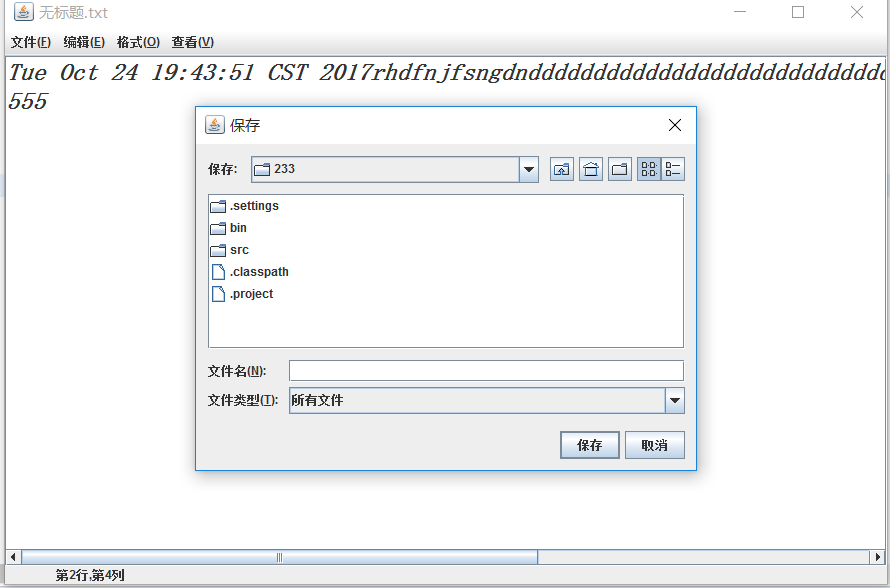 无标题.txt
文件(F) 编辑(E) 格式(O) 查看(V)
Tue Oct 24 19:43:51 CST 2017rhdfnjfsngdnddddddddddddddddddddddddddd
555
保存
保存: 233
.settings
bin
src
.classpath
.project
文件名(N):
文件类型(T): 所有文件
保存 取消
第2行,第4列